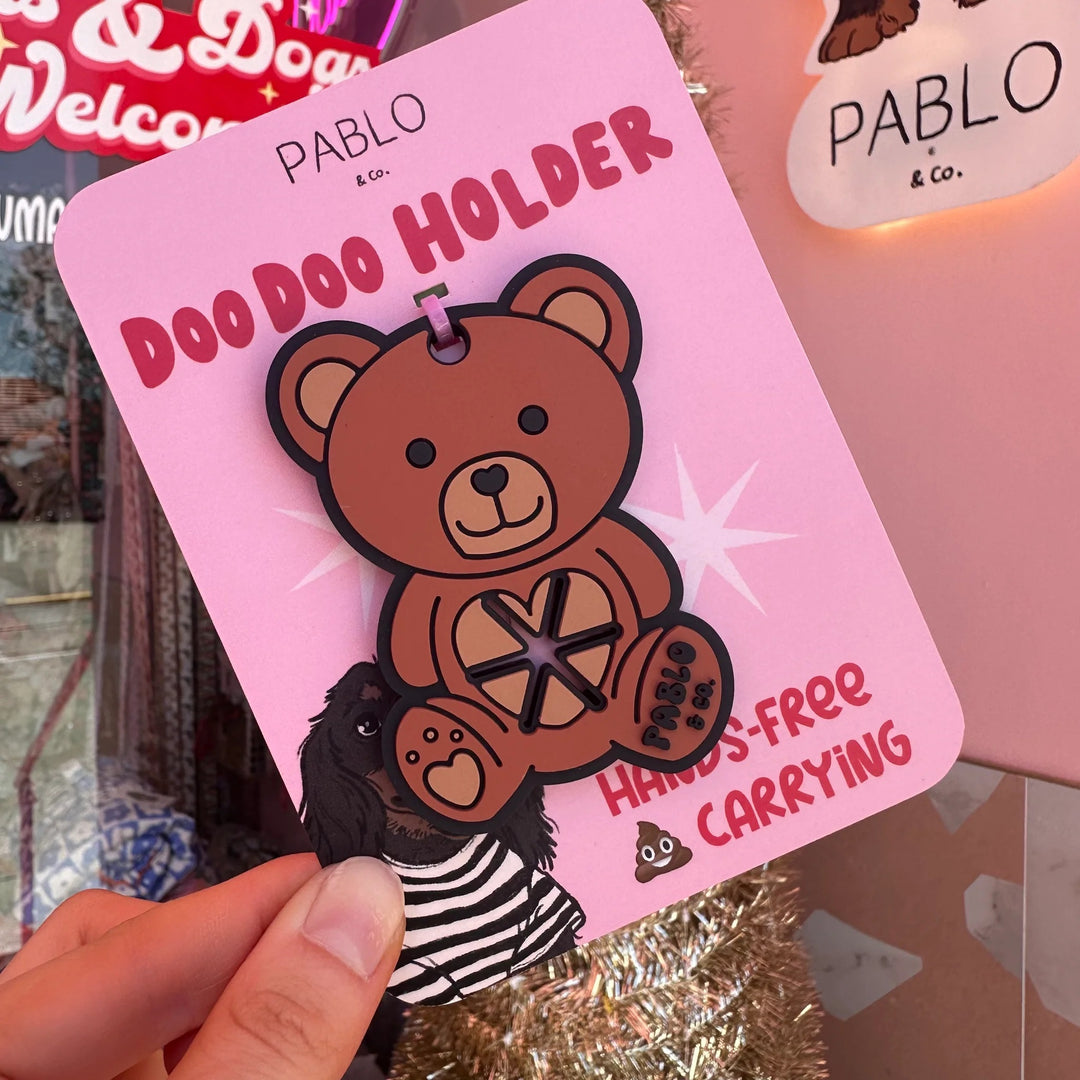 & Dogs
Welcom
PABLO
& Co.
DOO DOO HOLDER
PABLO
& CO.
HANDS-FREE
CARRYING
PABLO
& Co.